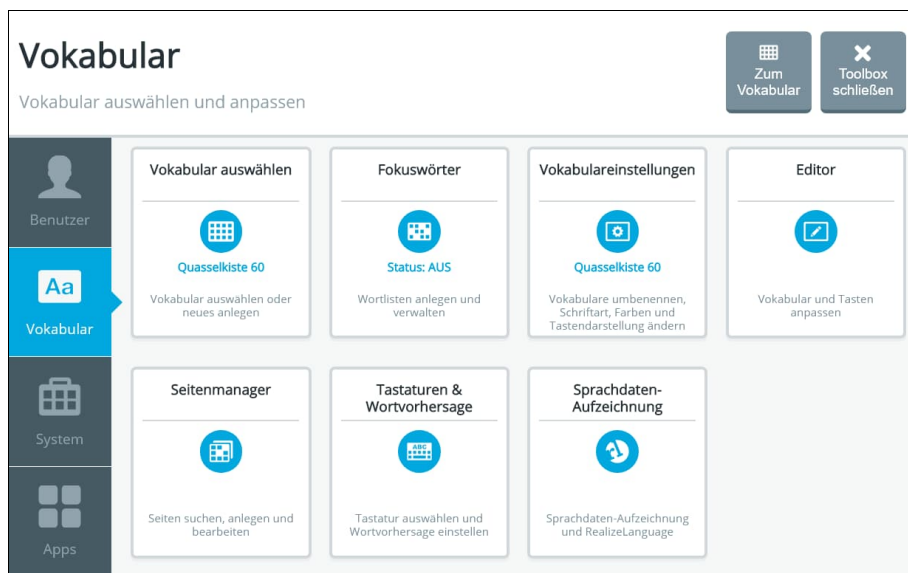 Vokabular
Vokabular auswählen und anpassen
Zum
Vokabular
Toolbox
schließen
Benutzer
Aa
Vokabular
System
Apps
Vokabular auswählen
Quasselkiste 60
Vokabular auswählen oder
neues anlegen
Fokuswörter
Status: AUS
Wortlisten anlegen und
verwalten
Vokabulareinstellungen
Quasselkiste 60
Vokabulare umbenennen,
Schriftart, Farben und
Tastendarstellung ändern
Editor
Vokabular und Tasten
anpassen
Seitenmanager
Seiten suchen, anlegen und
bearbeiten
Tastaturen &
Wortvorhersage
ABC
Tastatur auswählen und
Wortvorhersage einstellen
Sprachdaten-
Aufzeichnung
Sprachdaten-Aufzeichnung
und RealizeLanguage